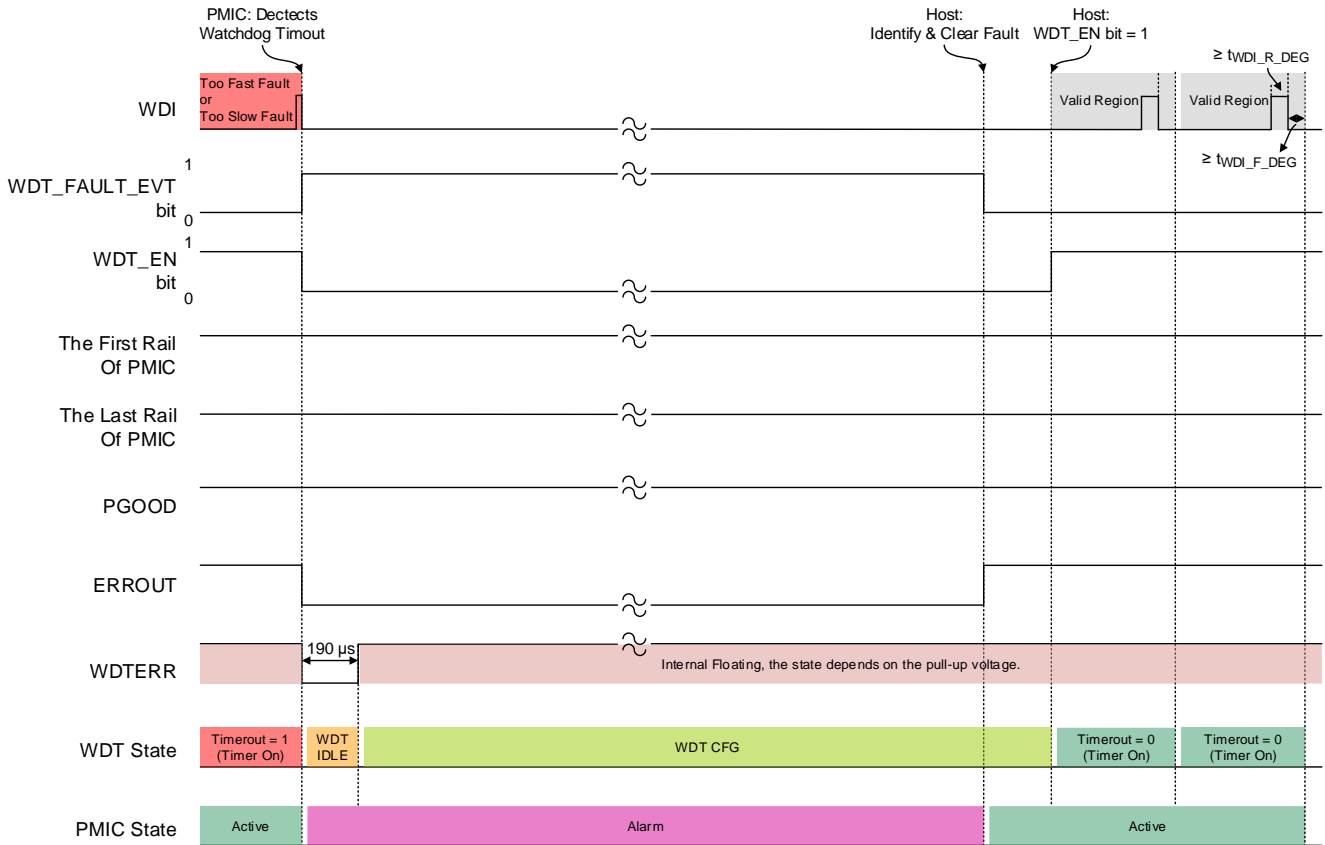 PMIC: Dectects
Watchdog Timout
Host:
Identify & Clear Fault
Host:
WDT_EN bit = 1
≥ tWDI_R_DEG
WDI
Too Fast Fault
or
Too Slow Fault
Valid Region
Valid Region
≥ tWDI_F_DEG
WDT_FAULT_EVT
bit
1
0
WDT_EN
bit
1
0
The First Rail
Of PMIC
The Last Rail
Of PMIC
PGOOD
ERROUT
WDTERR
190 µs
Internal Floating, the state depends on the pull-up voltage.
WDT State
Timerout = 1
(Timer On)
WDT
IDLE
WDT CFG
Timerout = 0
(Timer On)
Timerout = 0
(Timer On)
PMIC State
Active
Alarm
Active